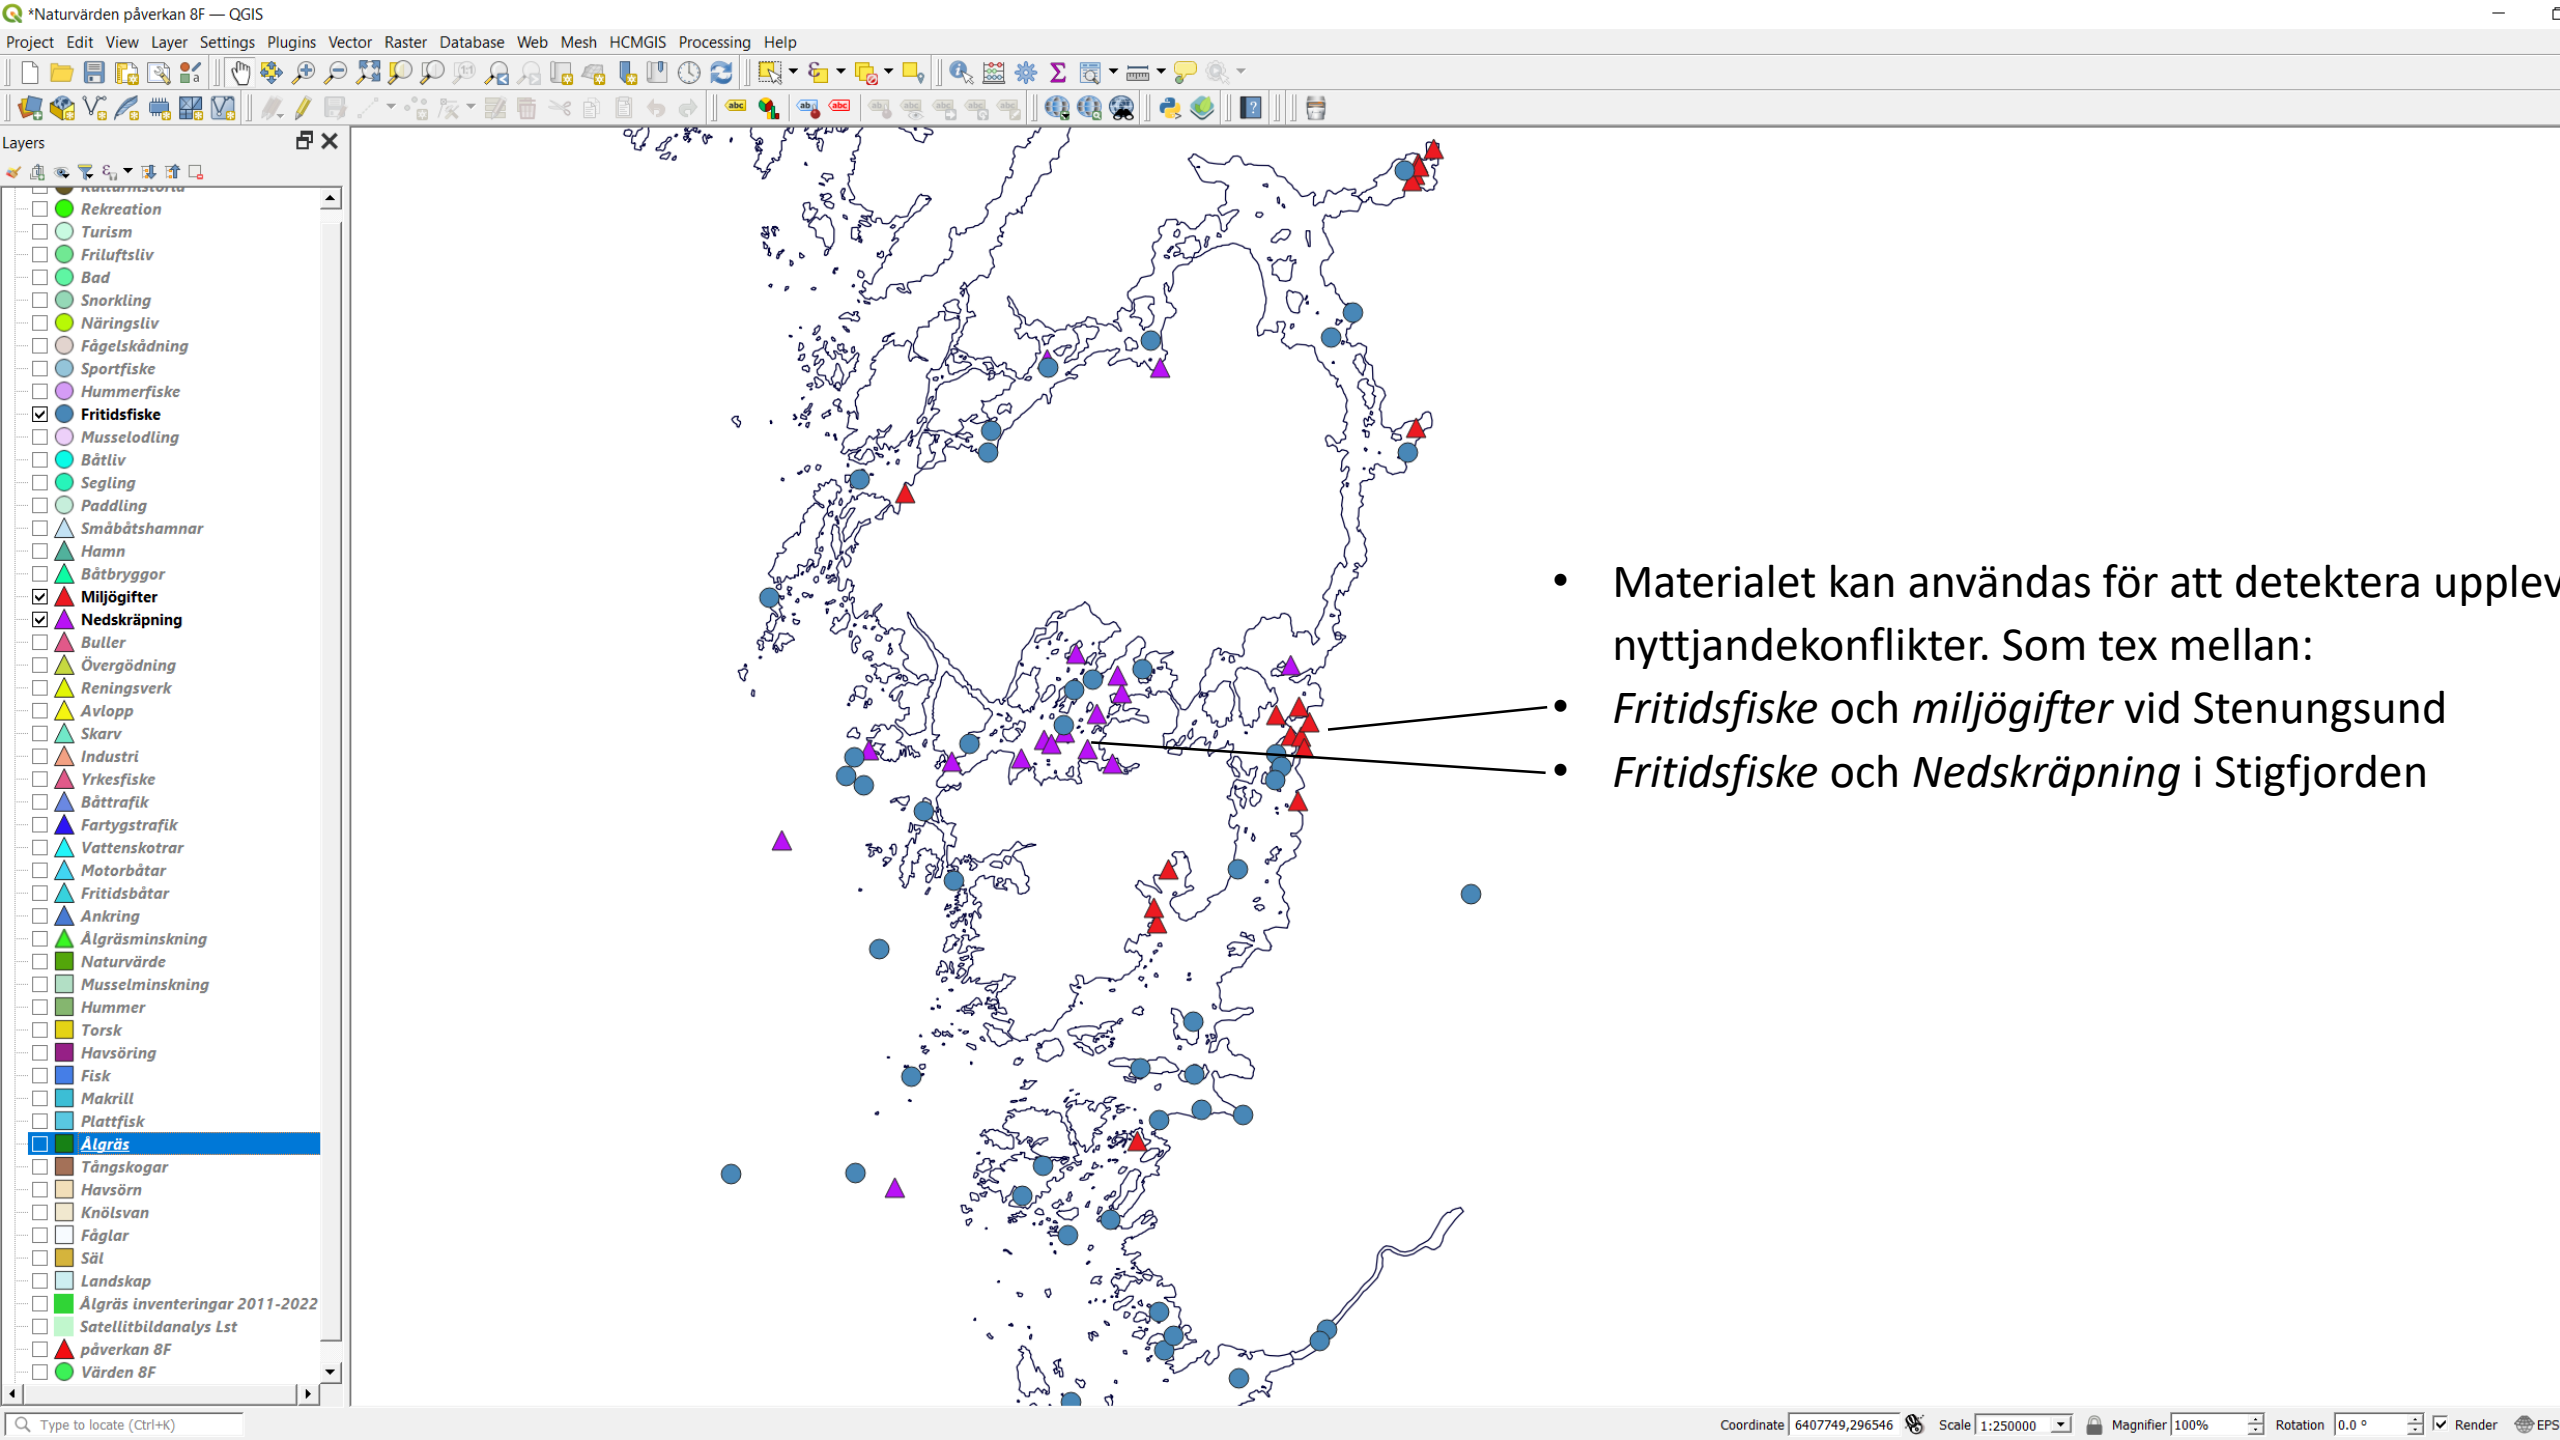 *Naturvärden påverkan 8F — QGIS
Project Edit View Layer Settings Plugins Vector Raster Database Web Mesh HCMGIS Processing Help
Layers
Rekreation
Turism
Friluftsliv
Bad
Snorkling
Näringsliv
Fågelskådning
Sportfiske
Hummerfiske
Fritidsfiske
Musselodling
Båtliv
Segling
Paddling
Småbåtshamnar
Hamn
Båtbryggor
Miljögifter
Nedskräpning
Buller
Övergödning
Reningsverk
Avlopp
Skarv
Industri
Yrkesfiske
Båttrafik
Fartygstrafik
Vattenskotrar
Motorbåtar
Fritidsbåtar
Ankring
Ålgräsminskning
Naturvärde
Musselminskning
Hummer
Torsk
Havsöring
Fisk
Makrill
Plattfisk
Ålgräs
Tångskogar
Havsörn
Knölsvan
Fåglar
Säl
Landskap
Ålgräs inventeringar 2011-2022
Satellitbildanalys Lst
påverkan 8F
Värden 8F
• Materialet kan användas för att detektera upplev
nyttjandekonflikter. Som tex mellan:
• Fritidsfiske och miljögifter vid Stenungsund
• Fritidsfiske och Nedskräpning i Stigfjorden
Type to locate (Ctrl+K)
Coordinate 6407749,296546 Scale 1:250000 Magnifier 100% Rotation 0.0 ° Render EPS